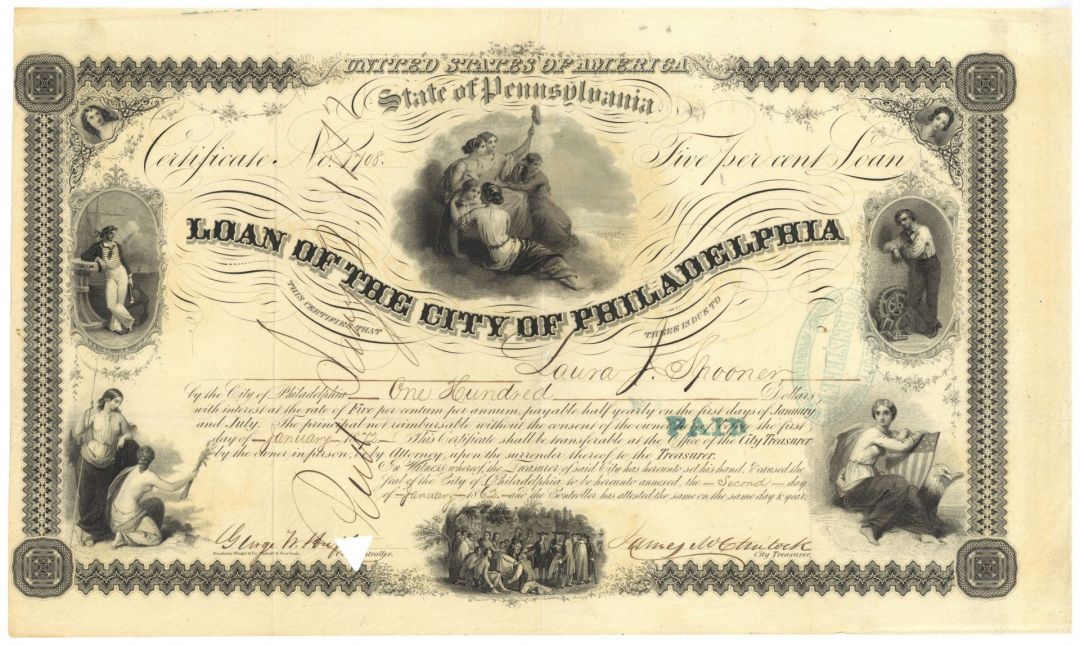 UNITED STATES OF AMERICA
State of Pennsylvania
Certificate No. 1708. Five per cent Loan
LOAN OF THE CITY OF PHILADELPHIA
THIS CERTIFIES THAT THERE IS DUE TO
Laura J. Spooner
by the City of Philadelphia One Hundred Dollars
with interest at the rate of Five per centum per annum, payable half yearly on the first days of January
and July. The principal not reimbursable without the consent of the owner the first
PAID
day of January This Certificate shall be transferable at the Office of the City Treasurer
by the owner in person, or by Attorney, upon the surrender thereof to the Treasurer.
In Witness whereof, the Treasurer of said City has hereunto set his hand, & caused the
Seal of the City of Philadelphia to be hereunto annexed, the Second day
of January 1862 and the Controller has attested the same on the same day & year.
George
James McClintock
Controller.
City Treasurer.
Paid